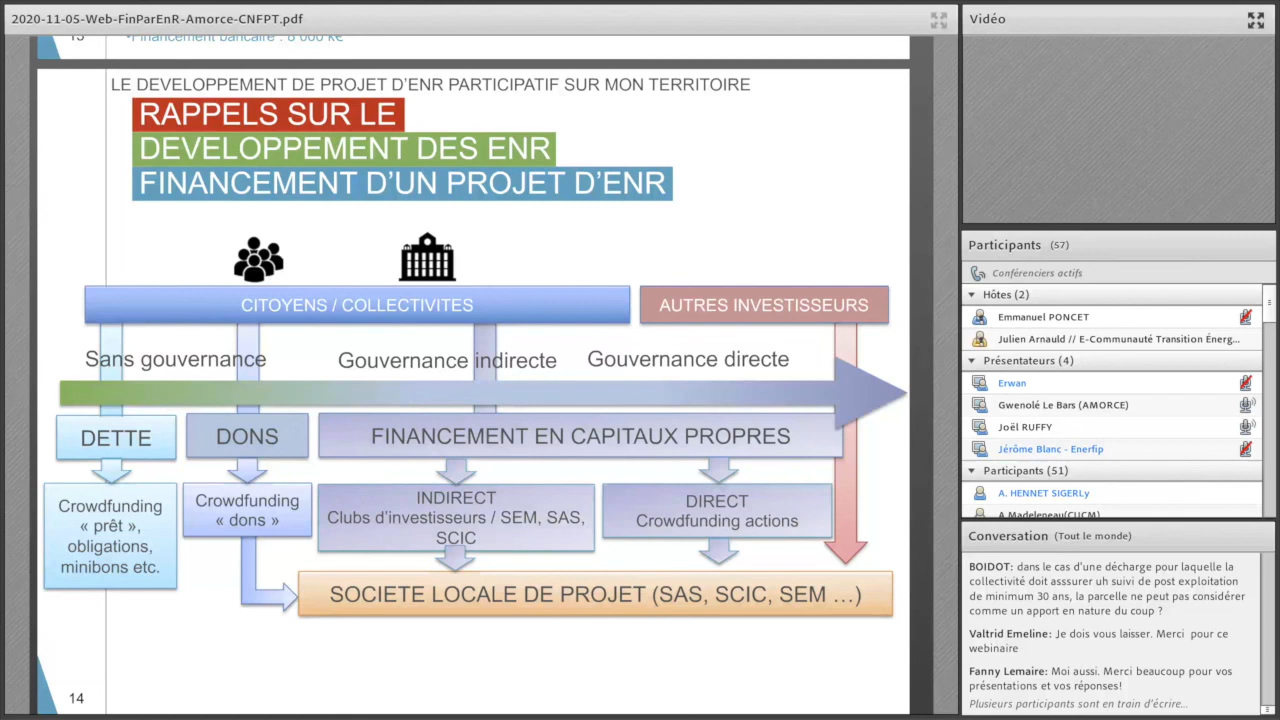 2020-11-05-Web-FinParEnR-Amorce-CNFPT.pdf
LE DEVELOPPEMENT DE PROJET D'ENR PARTICIPATIF SUR MON TERRITOIRE
RAPPELS SUR LE
DEVELOPPEMENT DES ENR
FINANCEMENT D'UN PROJET D'ENR
CITOYENS / COLLECTIVITES
AUTRES INVESTISSEURS
Sans gouvernance
Gouvernance indirecte
Gouvernance directe
DETTE
DONS
FINANCEMENT EN CAPITAUX PROPRES
Crowdfunding
« prêt »,
obligations,
minibons etc.
Crowdfunding
« dons »
INDIRECT
Clubs d'investisseurs / SEM, SAS,
SCIC
DIRECT
Crowdfunding actions
SOCIETE LOCALE DE PROJET (SAS, SCIC, SEM …)
14
Vidéo
Participants (57)
Conférenciers actifs
Hôtes (2)
Emmanuel PONCET
Julien Arnauld // E-Communauté Transition Énerg...
Présentateurs (4)
Erwan
Gwenolé Le Bars (AMORCE)
Joël RUFFY
Jérôme Blanc - Enerfip
Participants (51)
A. HENNET SIGERLy
A Madeleneau(CUCM)
Conversation (Tout le monde)
BOIDOT: dans le cas d'une décharge pour laquelle la
collectivité doit asssurer uh suivi de post exploitation
de minimum 30 ans, la parcelle ne peut pas considérer
comme un apport en nature du coup ?
Valtrid Emeline: Je dois vous laisser. Merci pour ce
webinaire
Fanny Lemaire: Moi aussi. Merci beaucoup pour vos
présentations et vos réponses!
Plusieurs participants sont en train d'écrire...